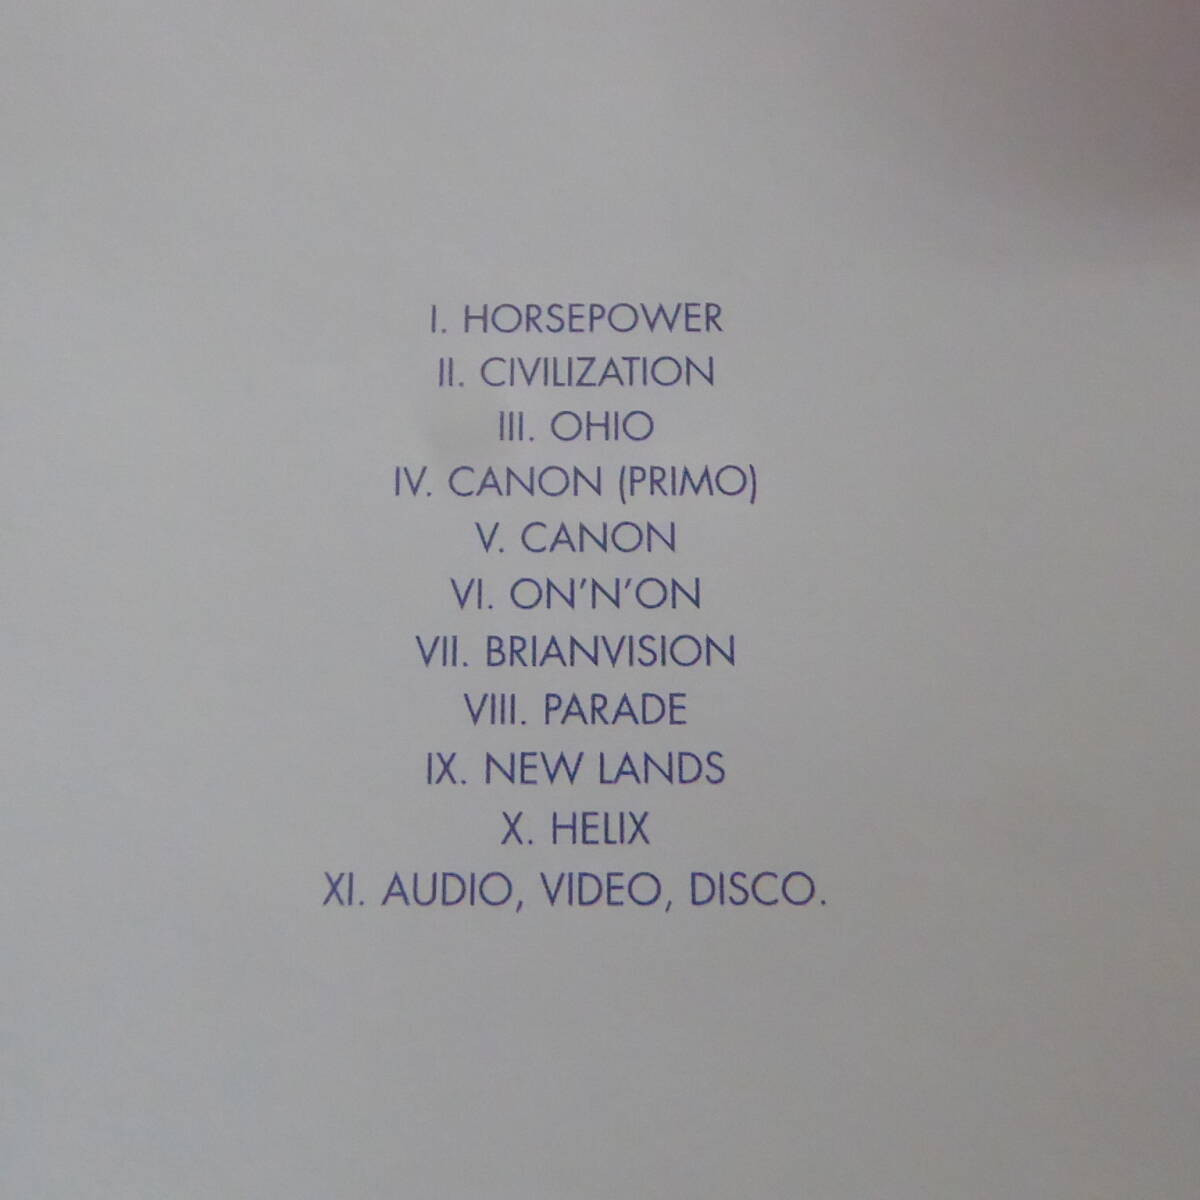 I. HORSEPOWER
II. CIVILIZATION
III. OHIO
IV. CANON (PRIMO)
V. CANON
VI. ON'N'ON
VII. BRIANVISION
VIII. PARADE
IX. NEW LANDS
X. HELIX
XI. AUDIO, VIDEO, DISCO.